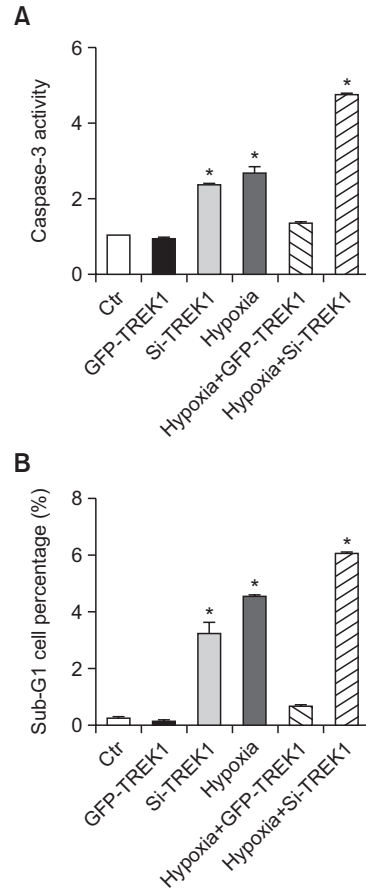 A
Caspase-3 activity
6
4
2
0
*
*
*
Ctr
GFP-TREK1
Si-TREK1
Hypoxia
Hypoxia+GFP-TREK1
Hypoxia+Si-TREK1
B
Sub-G1 cell percentage (%)
8
6
4
2
0
*
*
*
Ctr
GFP-TREK1
Si-TREK1
Hypoxia
Hypoxia+GFP-TREK1
Hypoxia+Si-TREK1